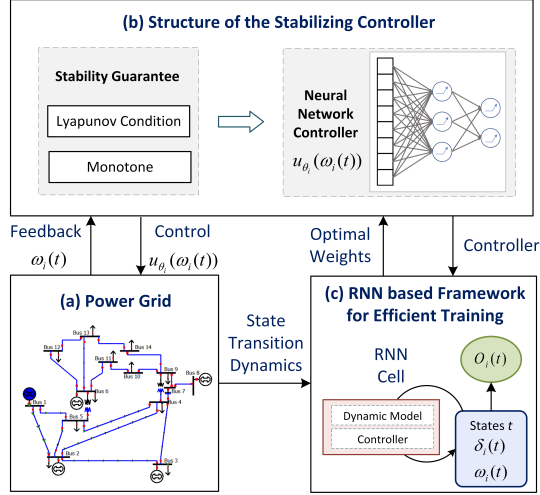 (b) Structure of the Stabilizing Controller
Stability Guarantee
Lyapunov Condition
Monotone
Neural
Network
Controller
u_{θ_i}(ω_i(t))
Feedback
ω_i(t)
Control
u_{θ_i}(ω_i(t))
Optimal
Weights
Controller
(a) Power Grid
Bus 13
Bus 12
Bus 14
Bus 11
Bus 10
Bus 9
Bus 8
Bus 7
Bus 6
Bus 4
Bus 1
Bus 5
Bus 2
Bus 3
State
Transition
Dynamics
(c) RNN based Framework
for Efficient Training
RNN
Cell
O_i(t)
Dynamic Model
Controller
States t
δ_i(t)
ω_i(t)